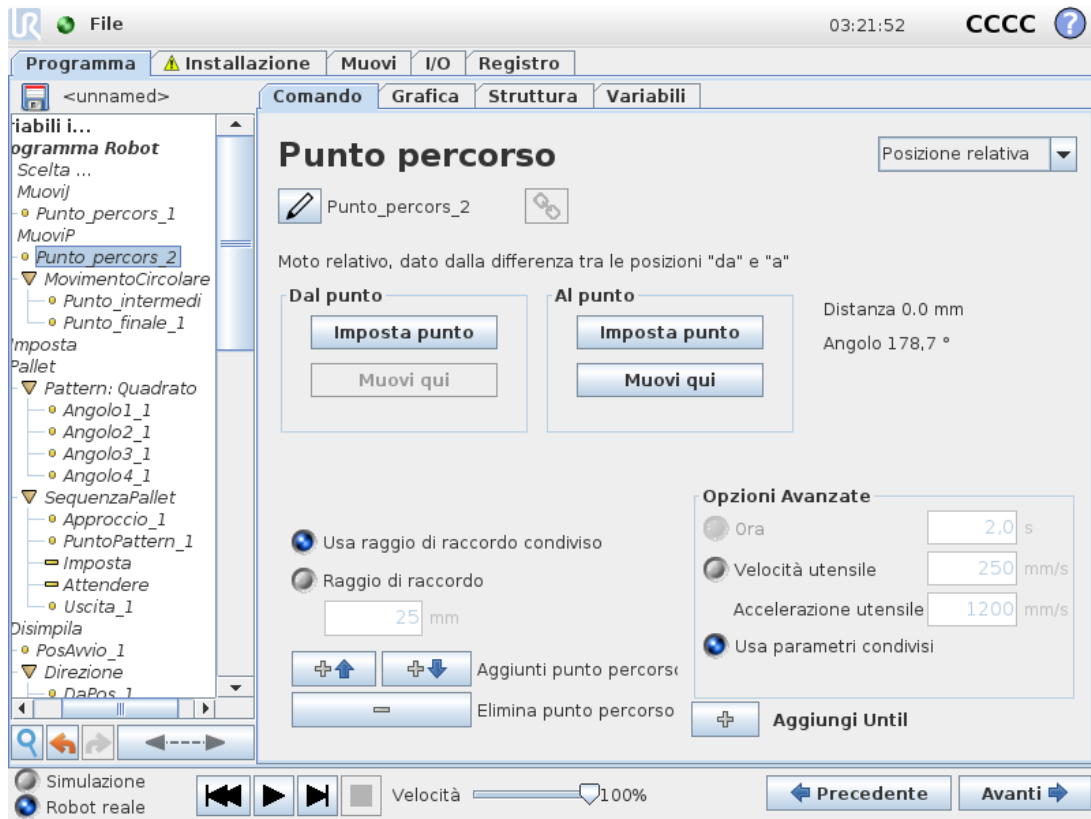 UR File 03:21:52 CCCC ?
Programma Installazione Muovi I/O Registro
<unnamed>
Comando Grafica Struttura Variabili
riabili i...
ogramma Robot
Scelta ...
MuoviJ
Punto_percors_1
MuoviP
Punto_percors_2
MovimentoCircolare
Punto_intermedi
Punto_finale_1
Imposta
Pallet
Pattern: Quadrato
Angolo1_1
Angolo2_1
Angolo3_1
Angolo4_1
SequenzaPallet
Approccio_1
PuntoPattern_1
Imposta
Attendere
Uscita_1
Disimpila
PosAvvio_1
Direzione
DaPos_1
Punto percorso
Posizione relativa
Punto_percors_2
Moto relativo, dato dalla differenza tra le posizioni "da" e "a"
Dal punto
Imposta punto
Muovi qui
Al punto
Imposta punto
Muovi qui
Distanza 0.0 mm
Angolo 178,7 °
Usa raggio di raccordo condiviso
Raggio di raccordo
25 mm
Aggiunti punto percorso
Elimina punto percorso
Opzioni Avanzate
Ora 2,0 s
Velocità utensile 250 mm/s
Accelerazione utensile 1200 mm/s
Usa parametri condivisi
Aggiungi Until
Simulazione
Robot reale
Velocità 100%
Precedente Avanti